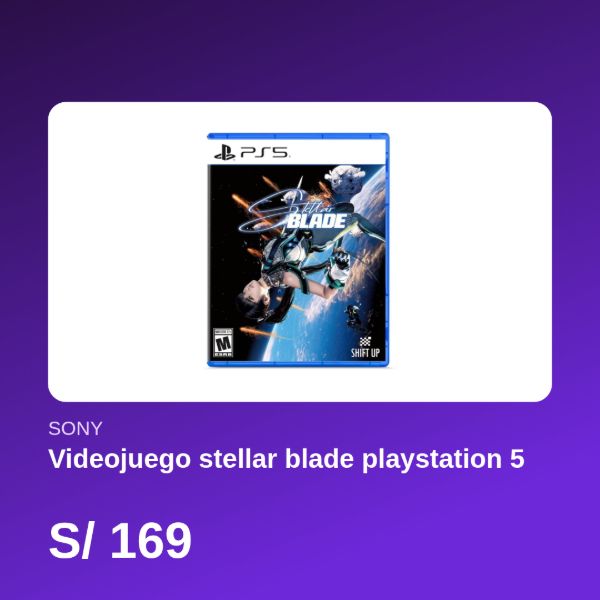 PS5
Stellar
BLADE
M
SHIFT UP
SONY
Videojuego stellar blade playstation 5
S/ 169